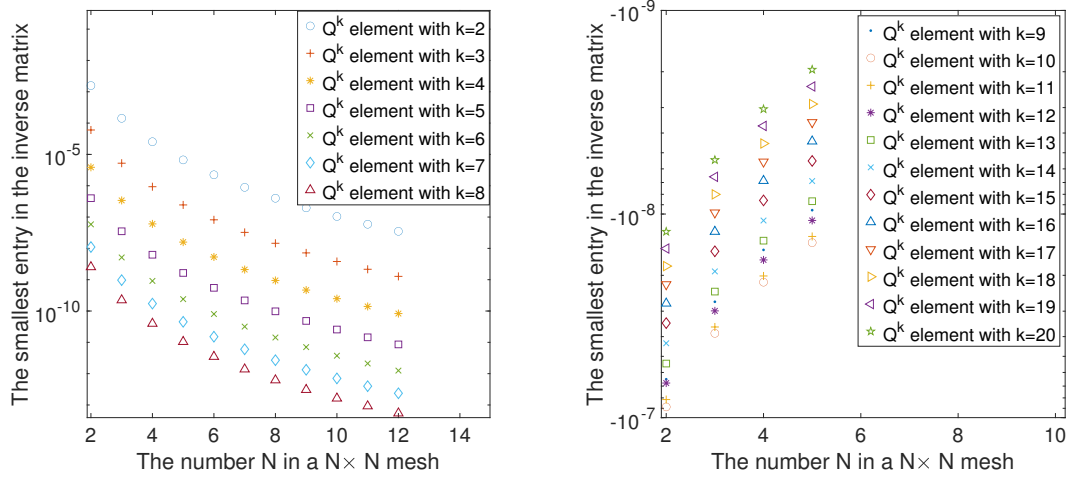 The smallest entry in the inverse matrix
10^-5
10^-10
2
4
6
8
10
12
14
The number N in a N× N mesh
Q^k element with k=2
Q^k element with k=3
Q^k element with k=4
Q^k element with k=5
Q^k element with k=6
Q^k element with k=7
Q^k element with k=8
The smallest entry in the inverse matrix
-10^-9
-10^-8
-10^-7
2
4
6
8
10
The number N in a N× N mesh
Q^k element with k=9
Q^k element with k=10
Q^k element with k=11
Q^k element with k=12
Q^k element with k=13
Q^k element with k=14
Q^k element with k=15
Q^k element with k=16
Q^k element with k=17
Q^k element with k=18
Q^k element with k=19
Q^k element with k=20